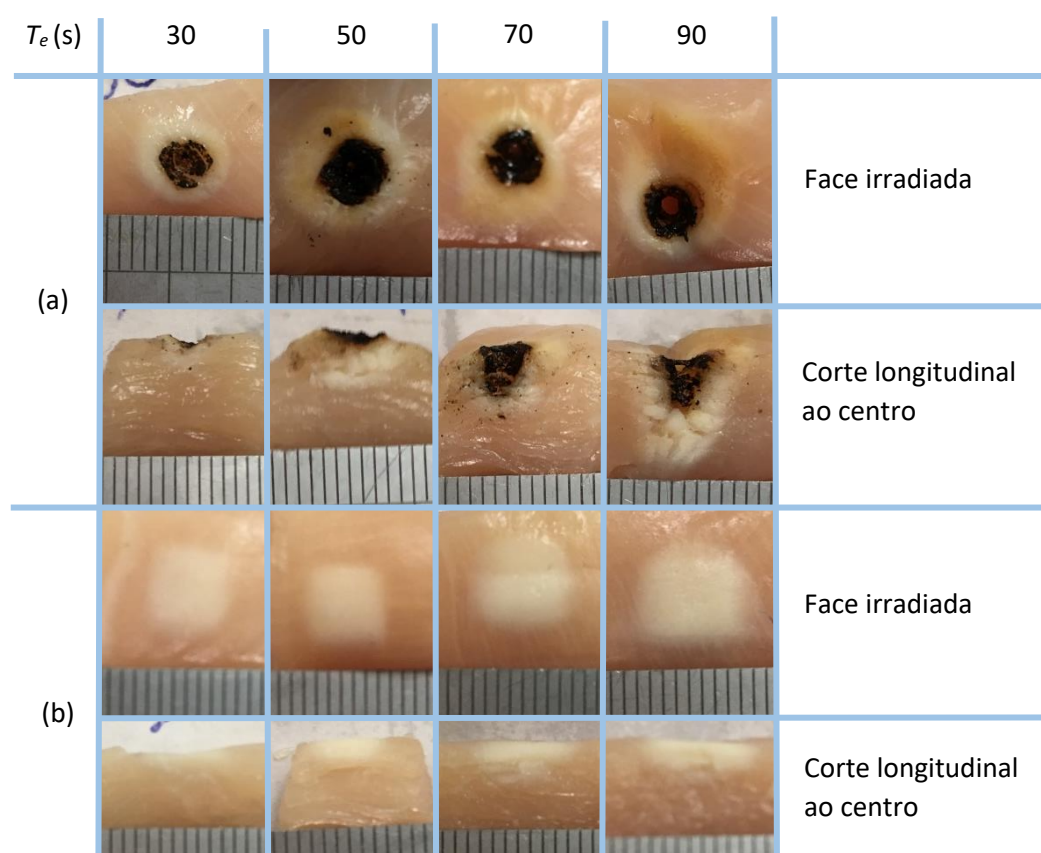 Te (s) 30 50 70 90
Face irradiada
(a)
Corte longitudinal
ao centro
Face irradiada
(b)
Corte longitudinal
ao centro